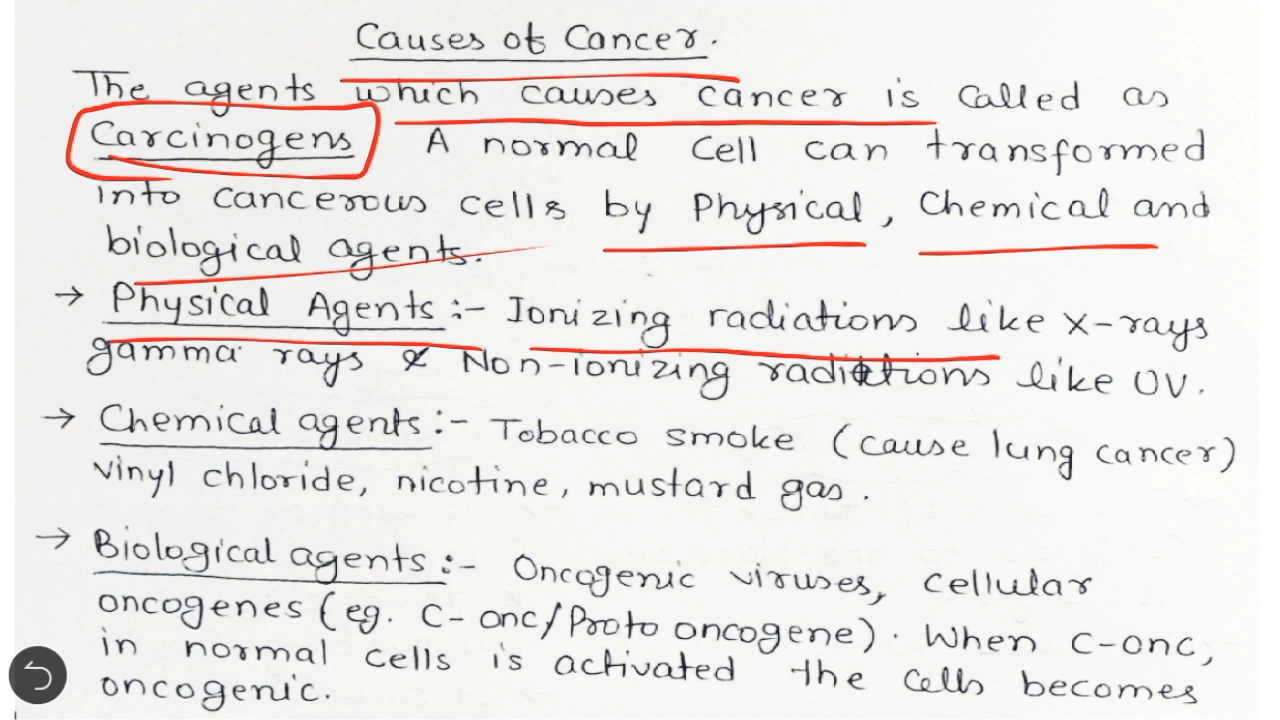 Causes of Cancer.
The agents which causes cancer is called as
Carcinogens A normal cell can transformed
into cancerous cells by Physical, Chemical and
biological agents.
→ Physical Agents :- Ionizing radiations like X-rays
gamma rays & Non-ionizing radiations like UV.
→ Chemical agents :- Tobacco smoke (cause lung cancer)
vinyl chloride, nicotine, mustard gas.
→ Biological agents :- Oncogenic viruses, cellular
oncogenes (eg. C-onc/Proto oncogene). When C-onc,
in normal cells is activated the cells becomes
oncogenic.